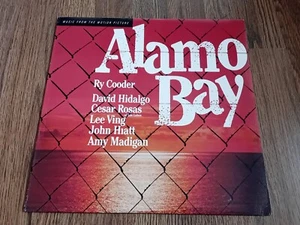 MUSIC FROM THE MOTION PICTURE
Alamo
Bay
Ry Cooder
David Hidalgo
Cesar Rosas
Lee Ving
John Hiatt
Amy Madigan